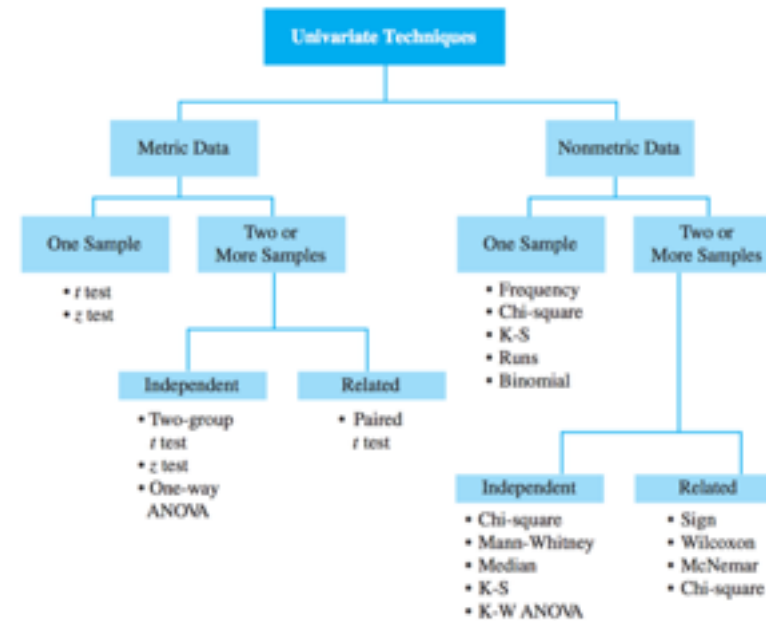 Univariate Techniques
Metric Data
Nonmetric Data
One Sample
• t test
• z test
Two or
More Samples
Independent
• Two-group
t test
• z test
• One-way
ANOVA
Related
• Paired
t test
One Sample
• Frequency
• Chi-square
• K-S
• Runs
• Binomial
Two or
More Samples
Independent
• Chi-square
• Mann-Whitney
• Median
• K-S
• K-W ANOVA
Related
• Sign
• Wilcoxon
• McNemar
• Chi-square